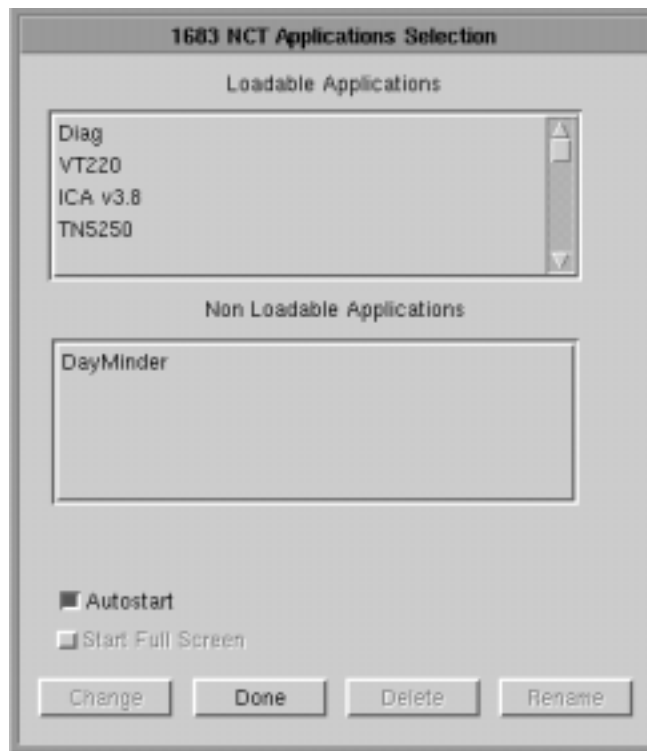 1683 NCT Applications Selection
Loadable Applications
Diag
VT220
ICA v3.8
TN5250
Non Loadable Applications
DayMinder
Autostart
Start Full Screen
Change Done Delete Rename